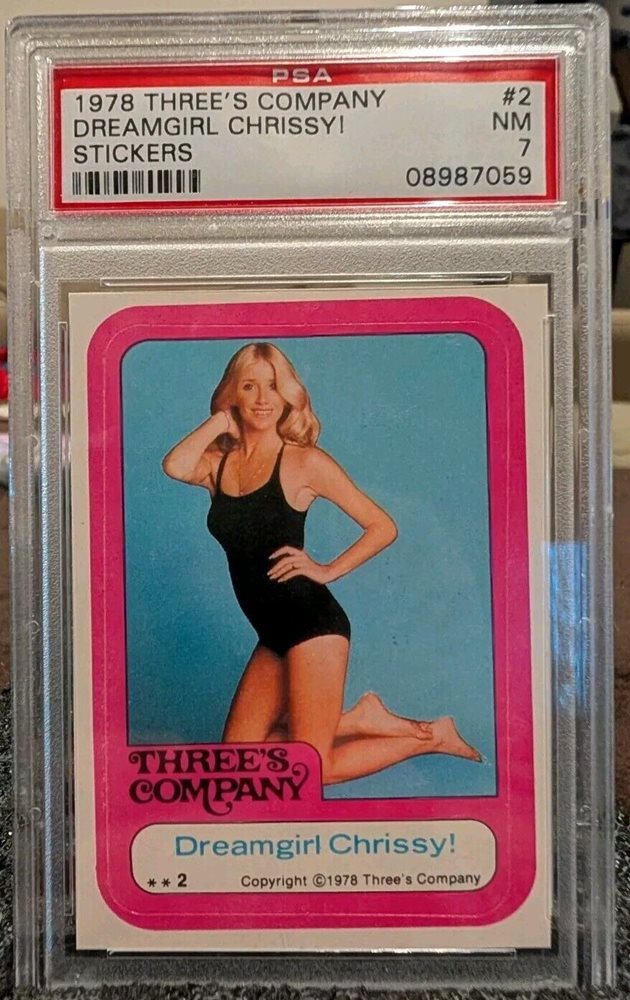 PSA
1978 THREE'S COMPANY #2
DREAMGIRL CHRISSY! NM
STICKERS 7
08987059
THREE'S
COMPANY
Dreamgirl Chrissy!
** 2 Copyright ©1978 Three's Company